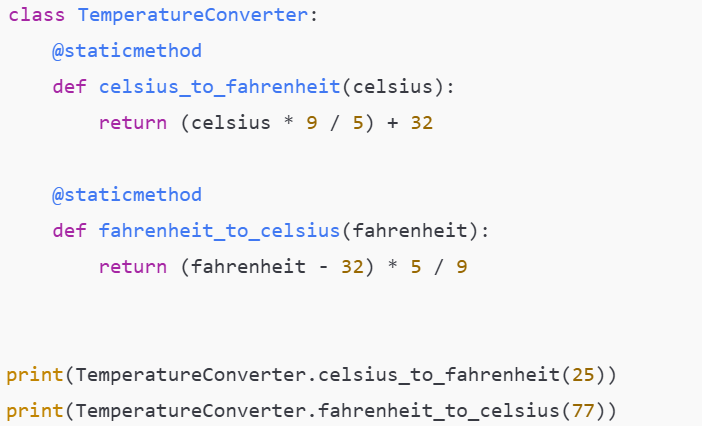 class TemperatureConverter:
    @staticmethod
    def celsius_to_fahrenheit(celsius):
        return (celsius * 9 / 5) + 32

    @staticmethod
    def fahrenheit_to_celsius(fahrenheit):
        return (fahrenheit - 32) * 5 / 9


print(TemperatureConverter.celsius_to_fahrenheit(25))
print(TemperatureConverter.fahrenheit_to_celsius(77))